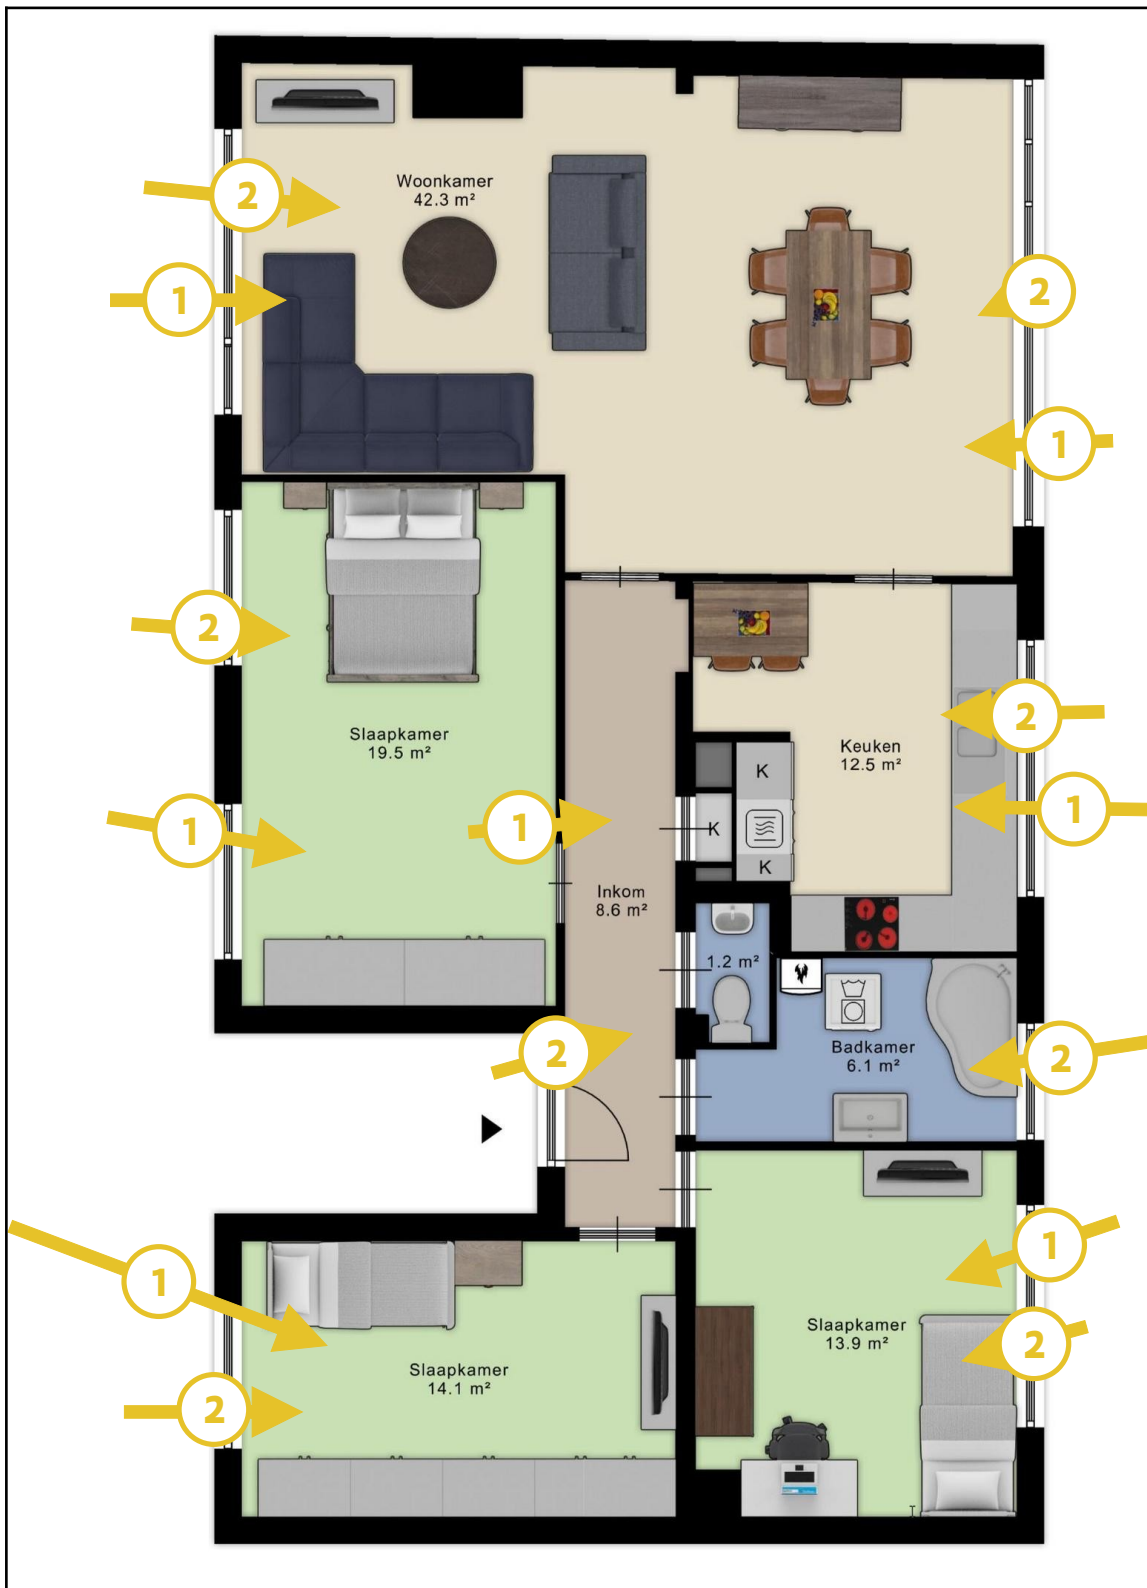 2
Woonkamer
42.3 m²
1
2
1
2
Slaapkamer
19.5 m²
2
Keuken
12.5 m²
K
1
1
K
1
K
Inkom
8.6 m²
1.2 m²
2
Badkamer
6.1 m²
2
1
1
Slaapkamer
13.9 m²
2
Slaapkamer
14.1 m²
2